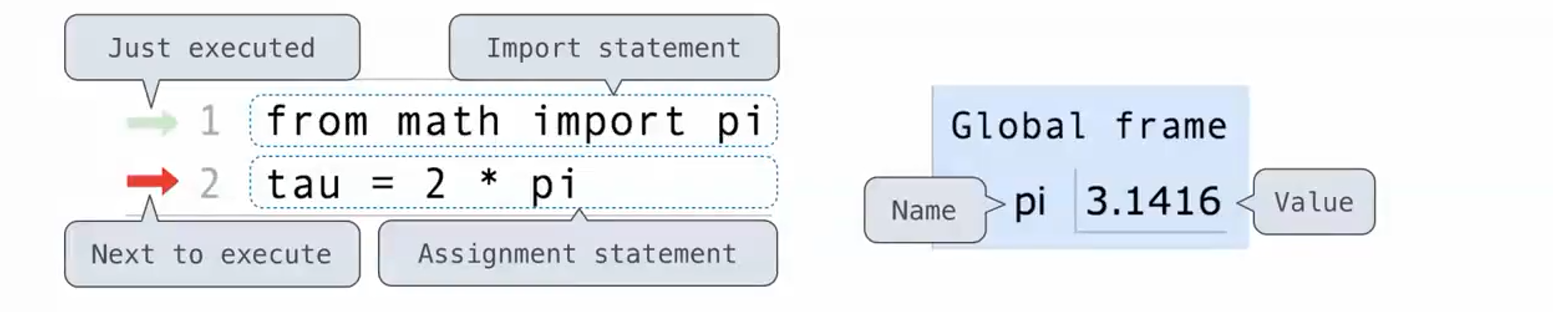 Just executed
Import statement
1 from math import pi
2 tau = 2 * pi
Next to execute
Assignment statement
Global frame
Name
pi 3.1416
Value